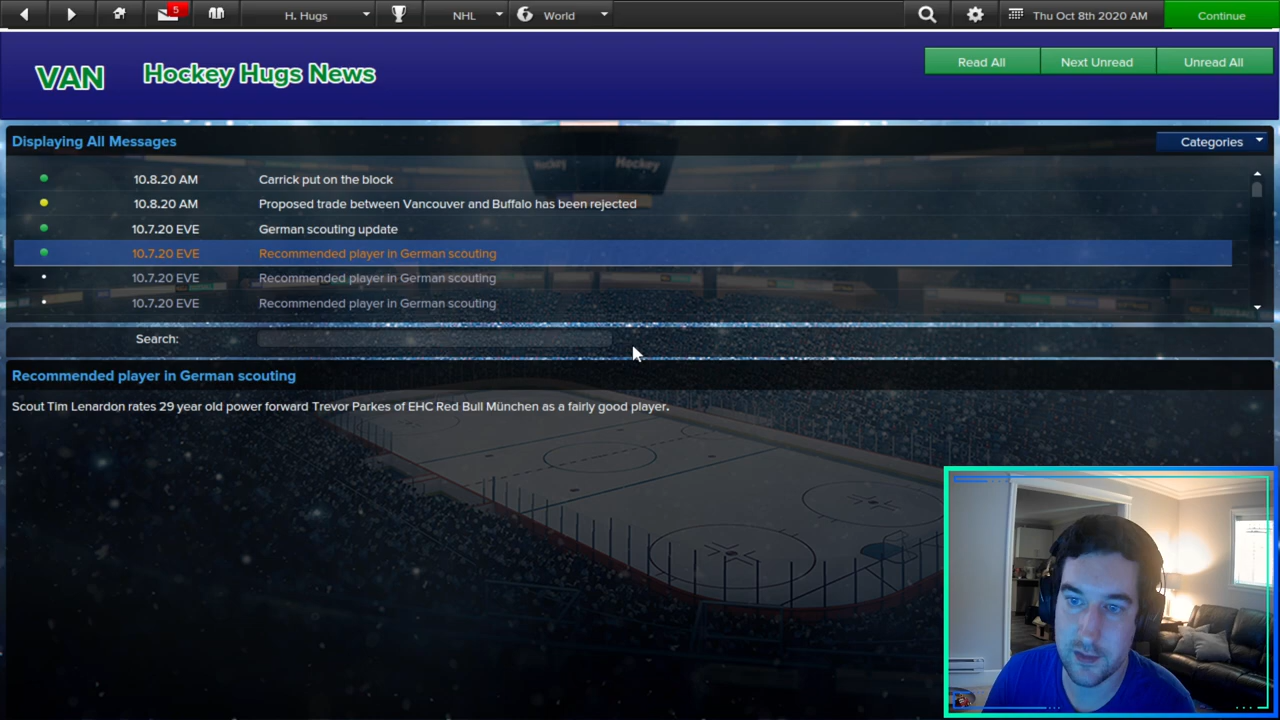 5
H. Hugs
NHL
World
Thu Oct 8th 2020 AM
Continue
VAN
Hockey Hugs News
Read All
Next Unread
Unread All
Displaying All Messages
Categories
10.8.20 AM Carrick put on the block
10.8.20 AM Proposed trade between Vancouver and Buffalo has been rejected
10.7.20 EVE German scouting update
10.7.20 EVE Recommended player in German scouting
10.7.20 EVE Recommended player in German scouting
10.7.20 EVE Recommended player in German scouting
Search:
Recommended player in German scouting
Scout Tim Lenardon rates 29 year old power forward Trevor Parkes of EHC Red Bull München as a fairly good player.